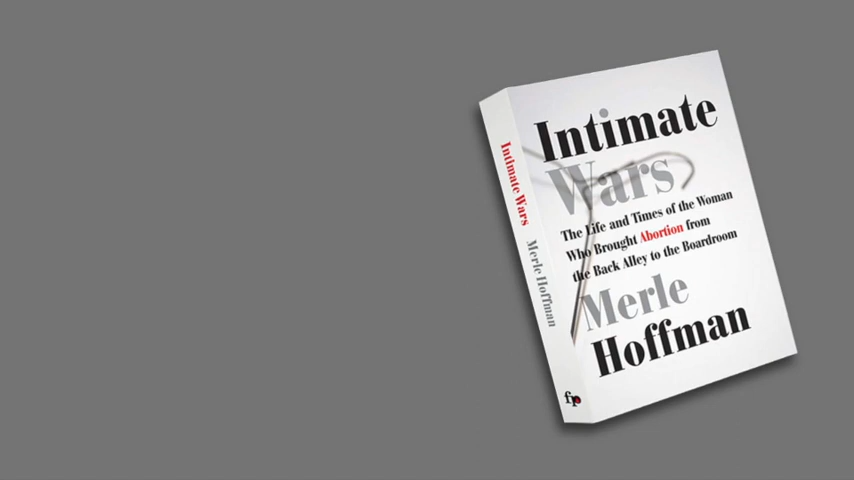 Intimate Wars
Merle Hoffman
fp
Intimate
Wars
The Life and Times of the Woman
Who Brought Abortion from
the Back Alley to the Boardroom
Merle
Hoffman